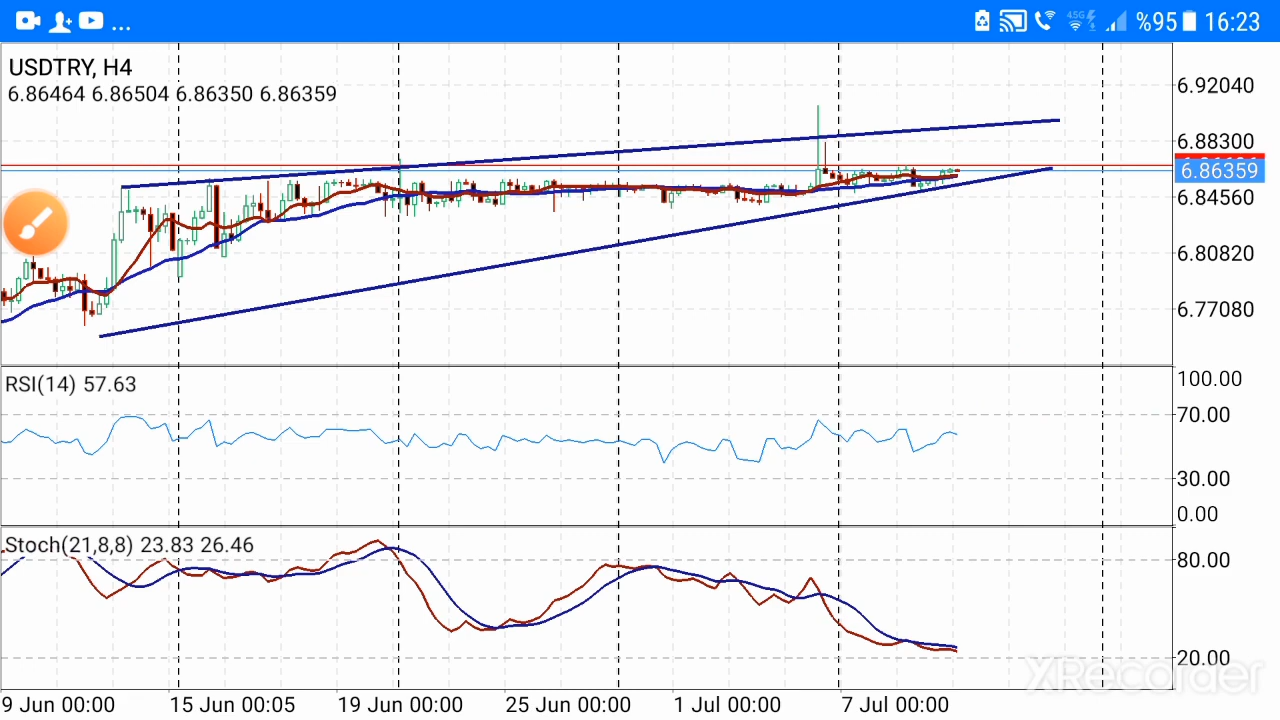 ... 4.5G %95 16:23
USDTRY, H4
6.86464 6.86504 6.86350 6.86359
6.92040
6.88300
6.86359
6.84560
6.80820
6.77080
RSI(14) 57.63
100.00
70.00
30.00
0.00
Stoch(21,8,8) 23.83 26.46
80.00
20.00
XRecorder
9 Jun 00:00 15 Jun 00:05 19 Jun 00:00 25 Jun 00:00 1 Jul 00:00 7 Jul 00:00